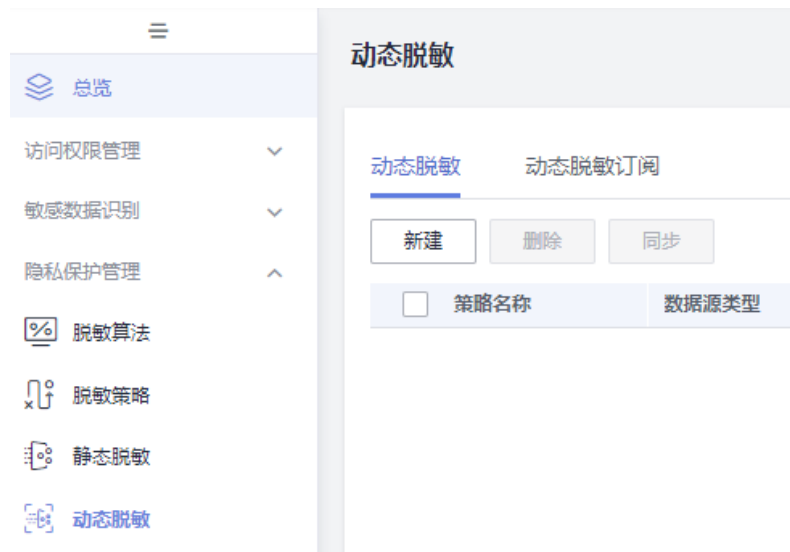 动态脱敏
总览
访问权限管理
敏感数据识别
隐私保护管理
脱敏算法
脱敏策略
静态脱敏
动态脱敏
动态脱敏 动态脱敏订阅
新建 删除 同步
策略名称 数据源类型